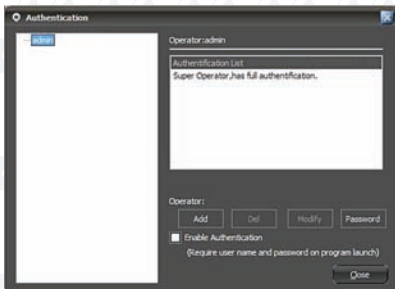 Authentication
admin
Operator:admin
Authentification List
Super Operator,has full authentification.
Operator:
Add
Del
Modify
Password
Enable Authentication
(Require user name and password on program launch)
Close